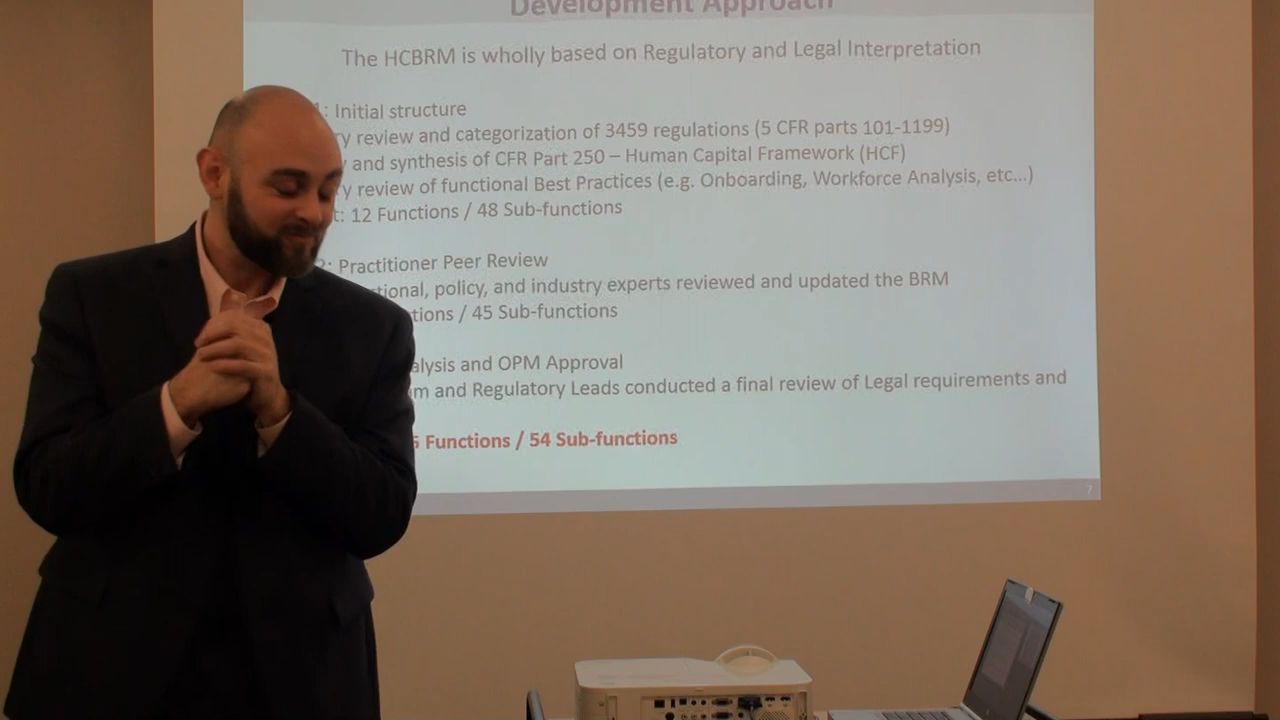 Development Approach
The HCBRM is wholly based on Regulatory and Legal Interpretation
1: Initial structure
ry review and categorization of 3459 regulations (5 CFR parts 101-1199)
y and synthesis of CFR Part 250 – Human Capital Framework (HCF)
ry review of functional Best Practices (e.g. Onboarding, Workforce Analysis, etc...)
t: 12 Functions / 48 Sub-functions
2: Practitioner Peer Review
ctional, policy, and industry experts reviewed and updated the BRM
ctions / 45 Sub-functions
alysis and OPM Approval
m and Regulatory Leads conducted a final review of Legal requirements and
5 Functions / 54 Sub-functions
7